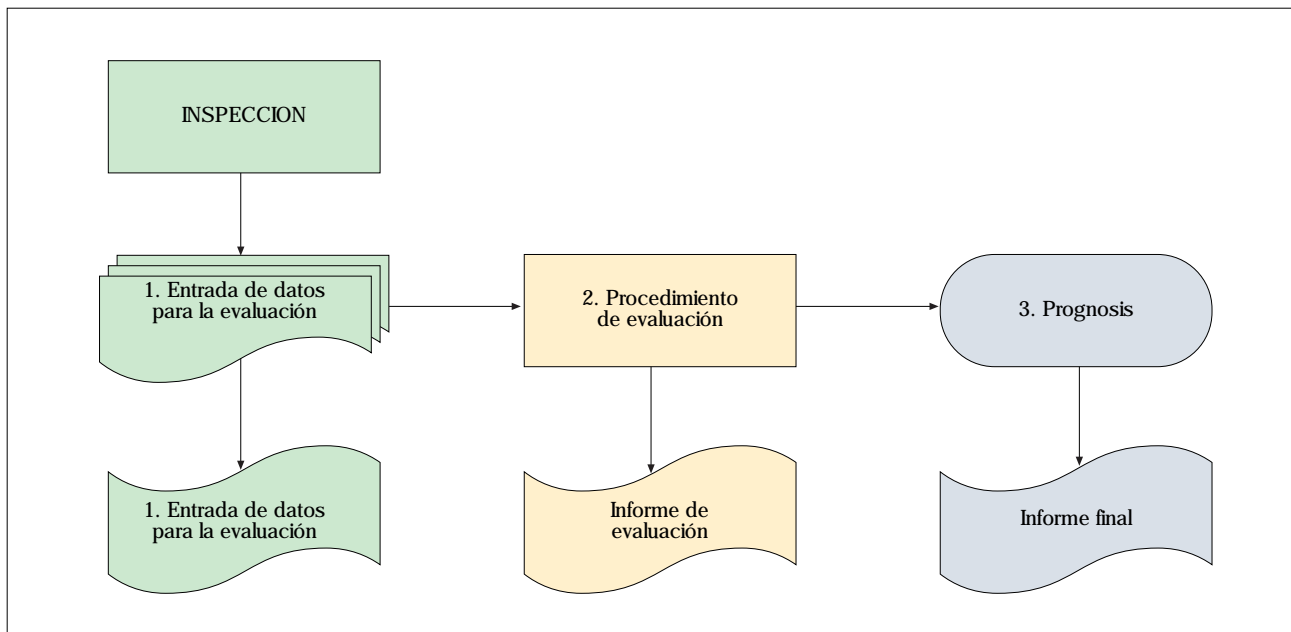 INSPECCION
1. Entrada de datos
para la evaluación
2. Procedimiento
de evaluación
3. Prognosis
1. Entrada de datos
para la evaluación
Informe de
evaluación
Informe final